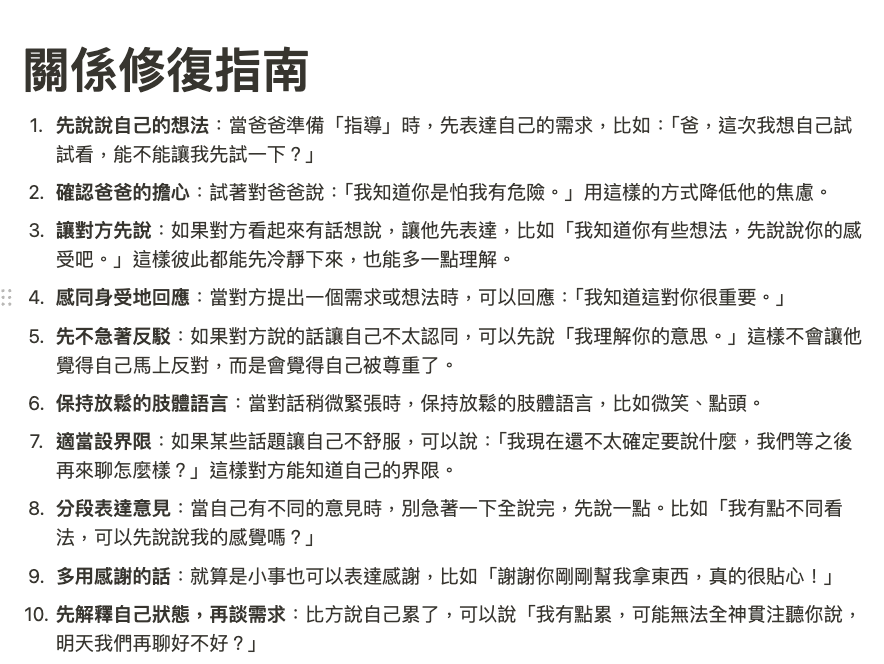 關係修復指南
1. 先說說自己的想法：當爸爸準備「指導」時，先表達自己的需求，比如：「爸，這次我想自己試
試看，能不能讓我先試一下？」
2. 確認爸爸的擔心：試著對爸爸說：「我知道你是怕我有危險。」用這樣的方式降低他的焦慮。
3. 讓對方先說：如果對方看起來有話想說，讓他先表達，比如「我知道你有些想法，先說說你的感
受吧。」這樣彼此都能先冷靜下來，也能多一點理解。
4. 感同身受地回應：當對方提出一個需求或想法時，可以回應：「我知道這對你很重要。」
5. 先不急著反駁：如果對方說的話讓自己不太認同，可以先說「我理解你的意思。」這樣不會讓他
覺得自己馬上反對，而是會覺得自己被尊重了。
6. 保持放鬆的肢體語言：當對話稍微緊張時，保持放鬆的肢體語言，比如微笑、點頭。
7. 適當設界限：如果某些話題讓自己不舒服，可以說：「我現在還不太確定要說什麼，我們等之後
再來聊怎麼樣？」這樣對方能知道自己的界限。
8. 分段表達意見：當自己有不同的意見時，別急著一下全說完，先說一點。比如「我有點不同看
法，可以先說說我的感覺嗎？」
9. 多用感謝的話：就算是小事也可以表達感謝，比如「謝謝你剛剛幫我拿東西，真的很貼心！」
10. 先解釋自己狀態，再談需求：比方說自己累了，可以說「我有點累，可能無法全神貫注聽你說，
明天我們再聊好不好？」